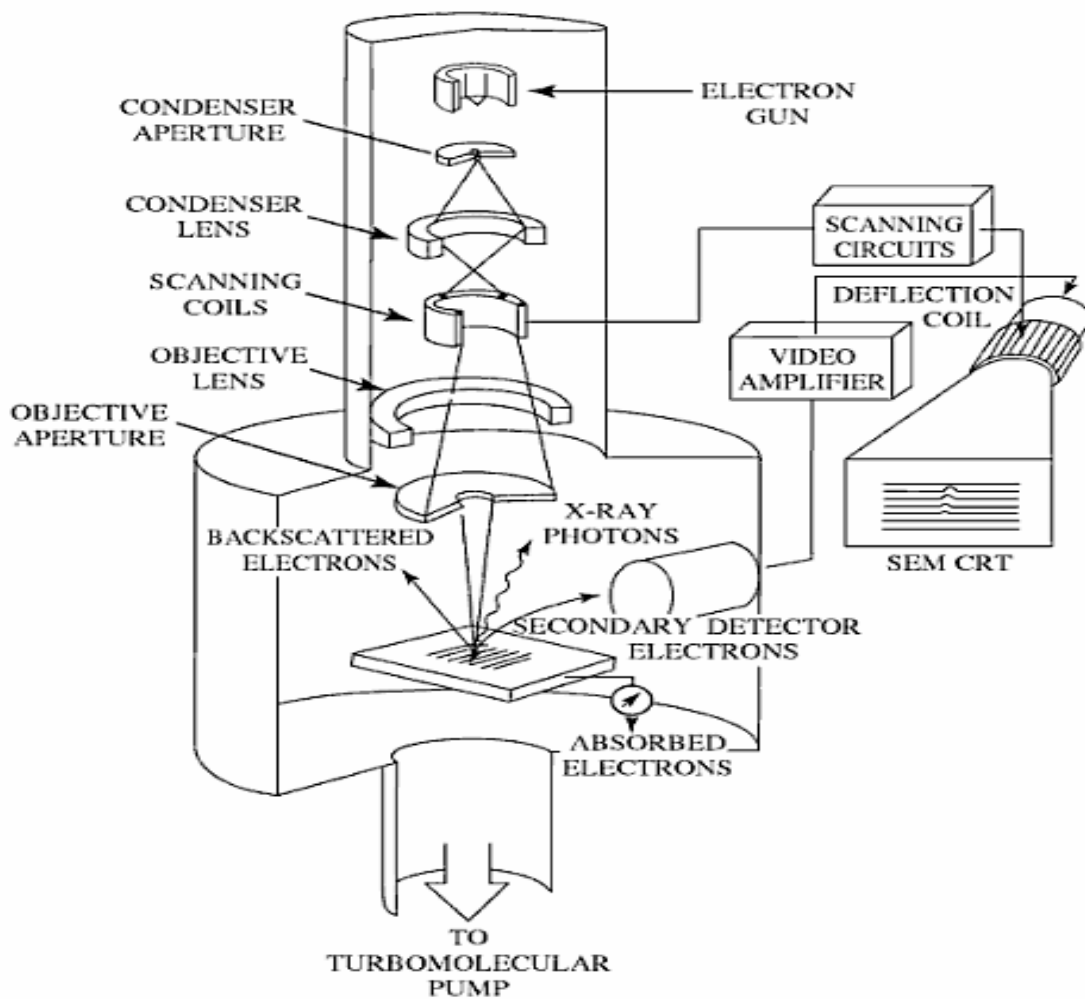 ELECTRON
GUN
CONDENSER
APERTURE
CONDENSER
LENS
SCANNING
CIRCUITS
SCANNING
COILS
DEFLECTION
COIL
VIDEO
AMPLIFIER
OBJECTIVE
LENS
OBJECTIVE
APERTURE
X-RAY
PHOTONS
BACKSCATTERED
ELECTRONS
SEM CRT
SECONDARY DETECTOR
ELECTRONS
ABSORBED
ELECTRONS
TO
TURBOMOLECULAR
PUMP